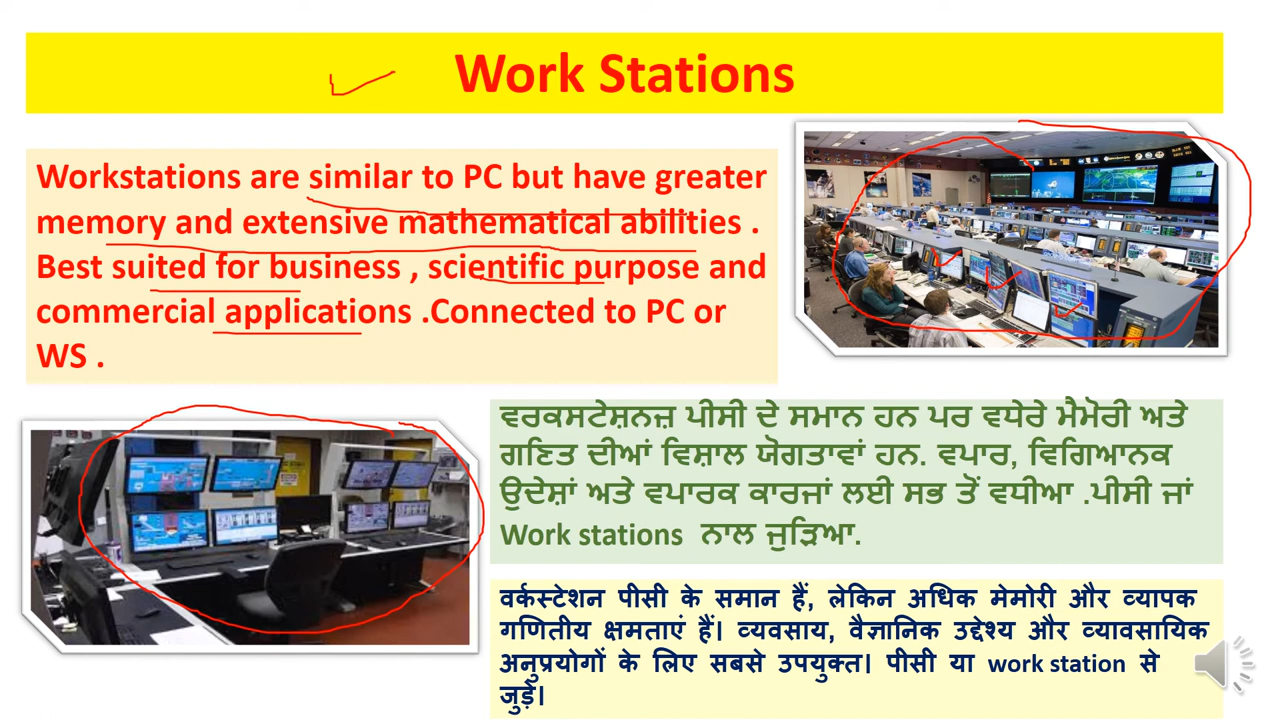 Work Stations
Workstations are similar to PC but have greater
memory and extensive mathematical abilities .
Best suited for business , scientific purpose and
commercial applications .Connected to PC or
WS .
ਵਰਕਸਟੇਸ਼ਨਜ਼ ਪੀਸੀ ਦੇ ਸਮਾਨ ਹਨ ਪਰ ਵਧੇਰੇ ਮੈਮੋਰੀ ਅਤੇ
ਗਣਿਤ ਦੀਆਂ ਵਿਸ਼ਾਲ ਯੋਗਤਾਵਾਂ ਹਨ. ਵਪਾਰ, ਵਿਗਿਆਨਕ
ਉਦੇਸ਼ਾਂ ਅਤੇ ਵਪਾਰਕ ਕਾਰਜਾਂ ਲਈ ਸਭ ਤੋਂ ਵਧੀਆ .ਪੀਸੀ ਜਾਂ
Work stations ਨਾਲ ਜੁੜਿਆ.
वर्कस्टेशन पीसी के समान हैं, लेकिन अधिक मेमोरी और व्यापक
गणितीय क्षमताएं हैं। व्यवसाय, वैज्ञानिक उद्देश्य और व्यावसायिक
अनुप्रयोगों के लिए सबसे उपयुक्त। पीसी या work station से
जुड़ें।